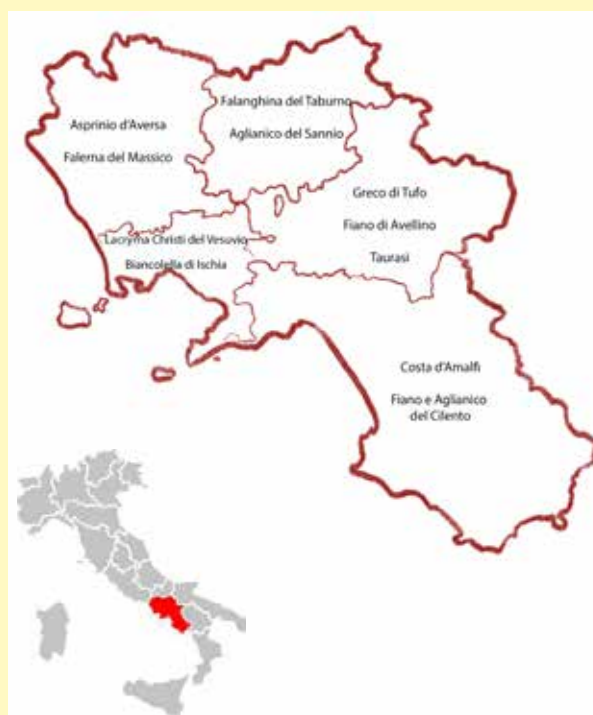 Falanghina del Taburno
Aglianico del Sannio
Asprinio d'Aversa
Falerna del Massico
Greco di Tufo
Fiano di Avellino
Taurasi
Lacryma Christi del Vesuvio
Biancolella di Ischia
Costa d'Amalfi
Fiano e Aglianico
del Cilento